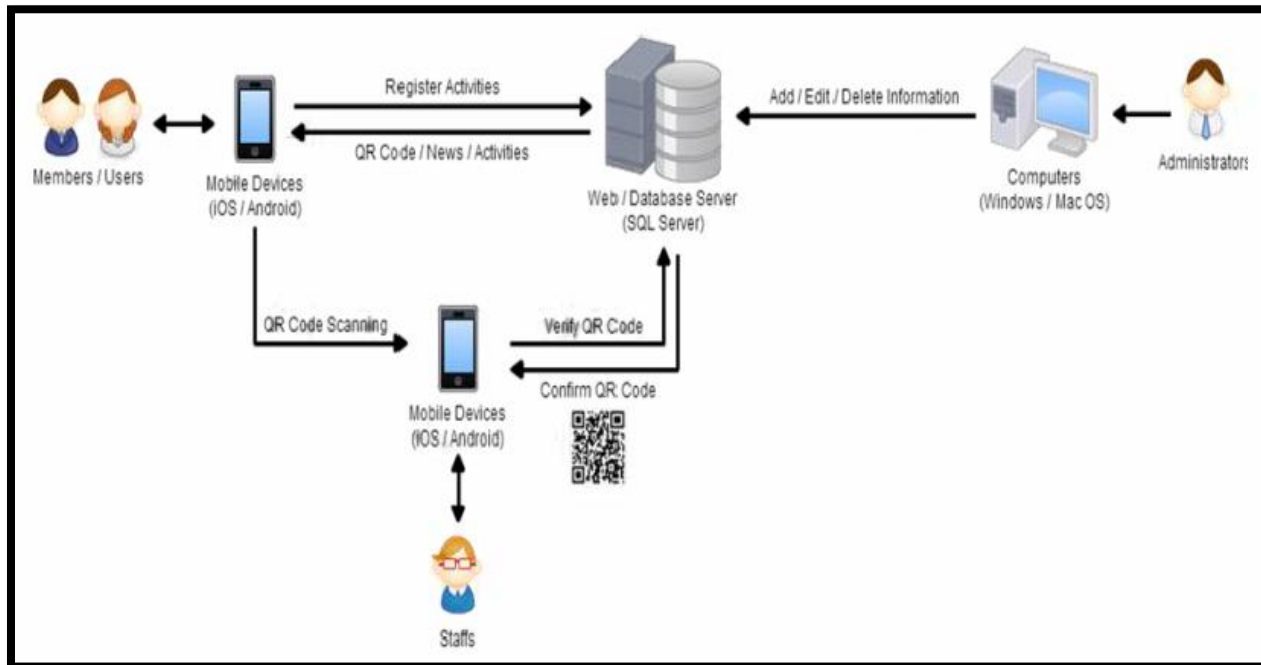 Members / Users
Mobile Devices
(iOS / Android)
Register Activities
QR Code / News / Activities
Web / Database Server
(SQL Server)
Add / Edit / Delete Information
Computers
(Windows / Mac OS)
Administrators
QR Code Scanning
Mobile Devices
(iOS / Android)
Verify QR Code
Confirm QR Code
Staffs